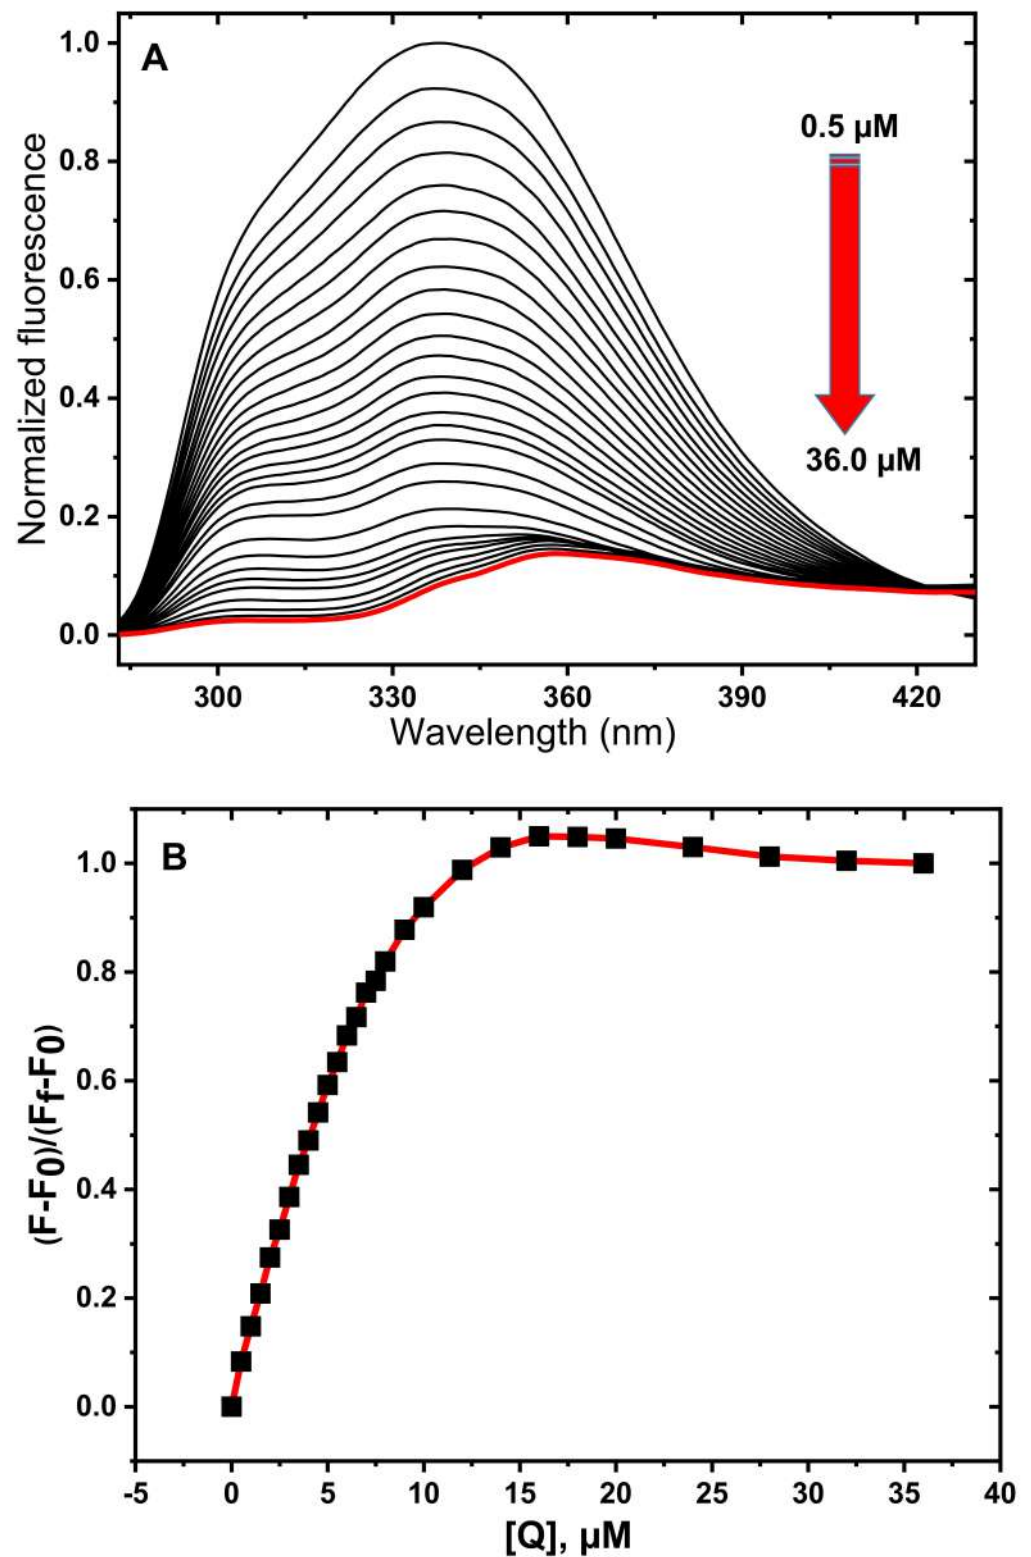 A
1.0
0.8
0.6
0.4
0.2
0.0
Normalized fluorescence
0.5 µM
36.0 µM
300 330 360 390 420
Wavelength (nm)
B
1.0
0.8
0.6
0.4
0.2
0.0
(F-F0)/(Ff-F0)
-5 0 5 10 15 20 25 30 35 40
[Q], µM